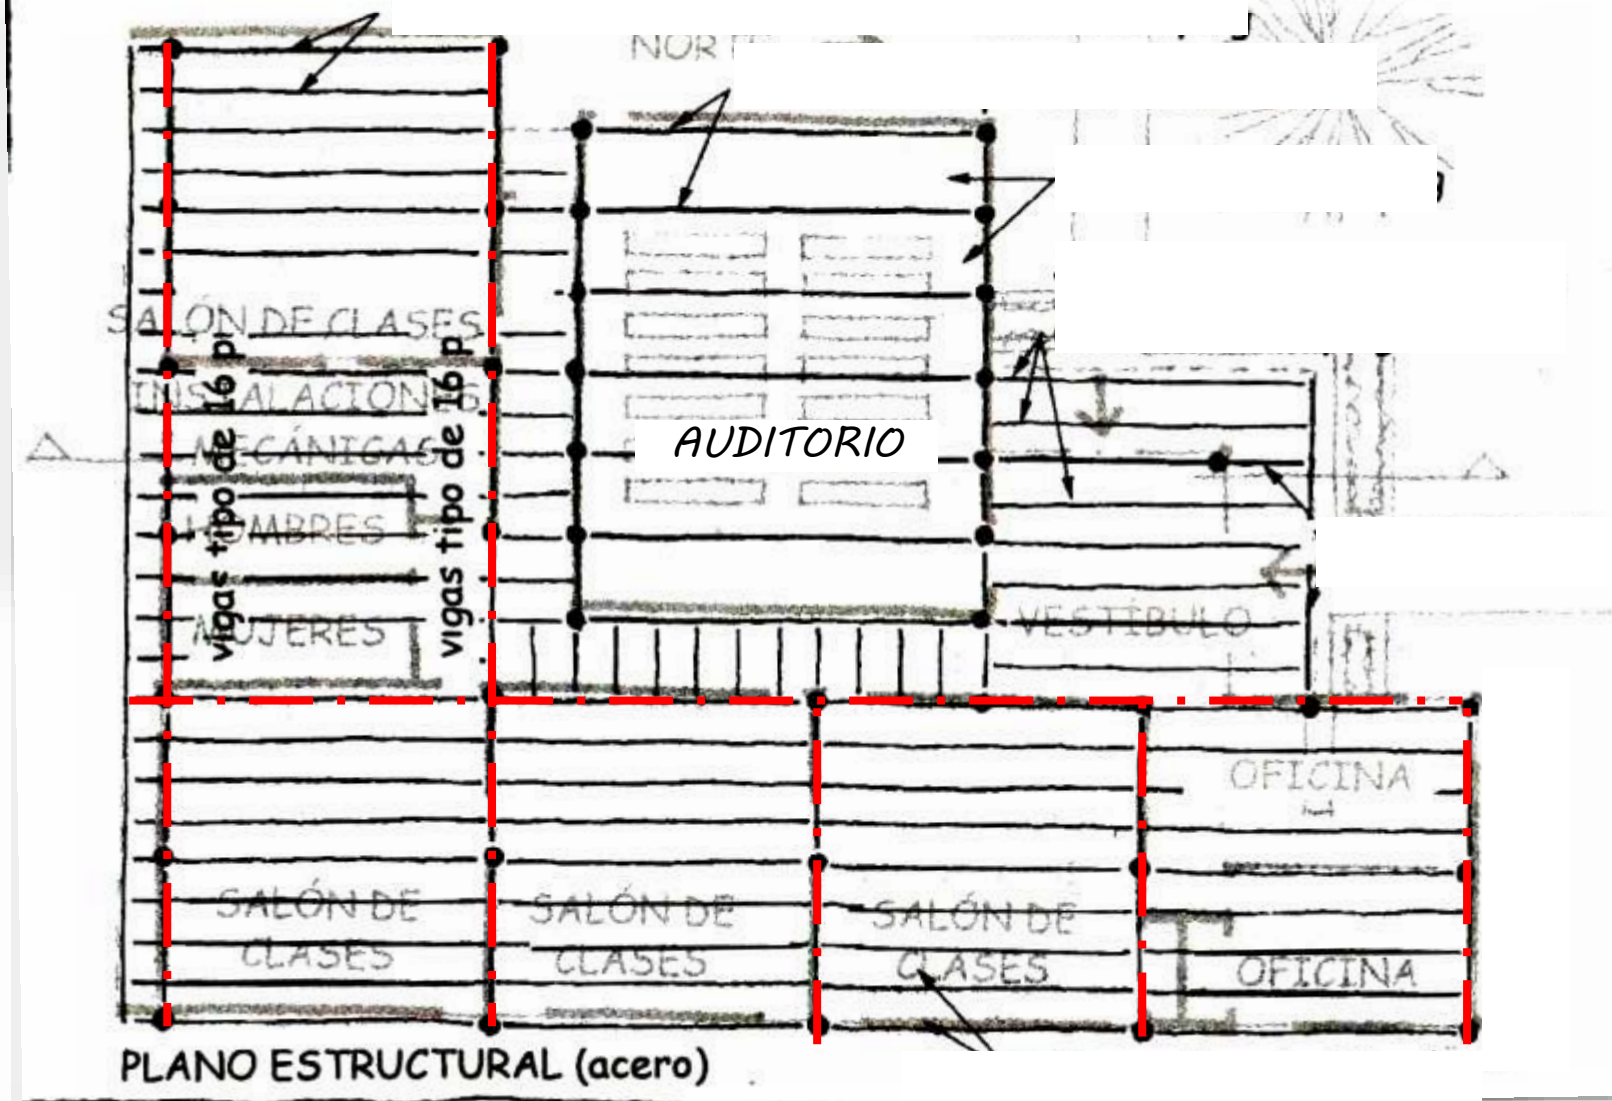 NOR
SALÓN DE CLASES
INSTALACIONES
MECÁNICAS
HOMBRES
MUJERES
vigas tipo de 16 p
vigas tipo de 16 p
AUDITORIO
VESTÍBULO
OFICINA
SALÓN DE
CLASES
SALÓN DE
CLASES
SALÓN DE
CLASES
OFICINA
PLANO ESTRUCTURAL (acero)